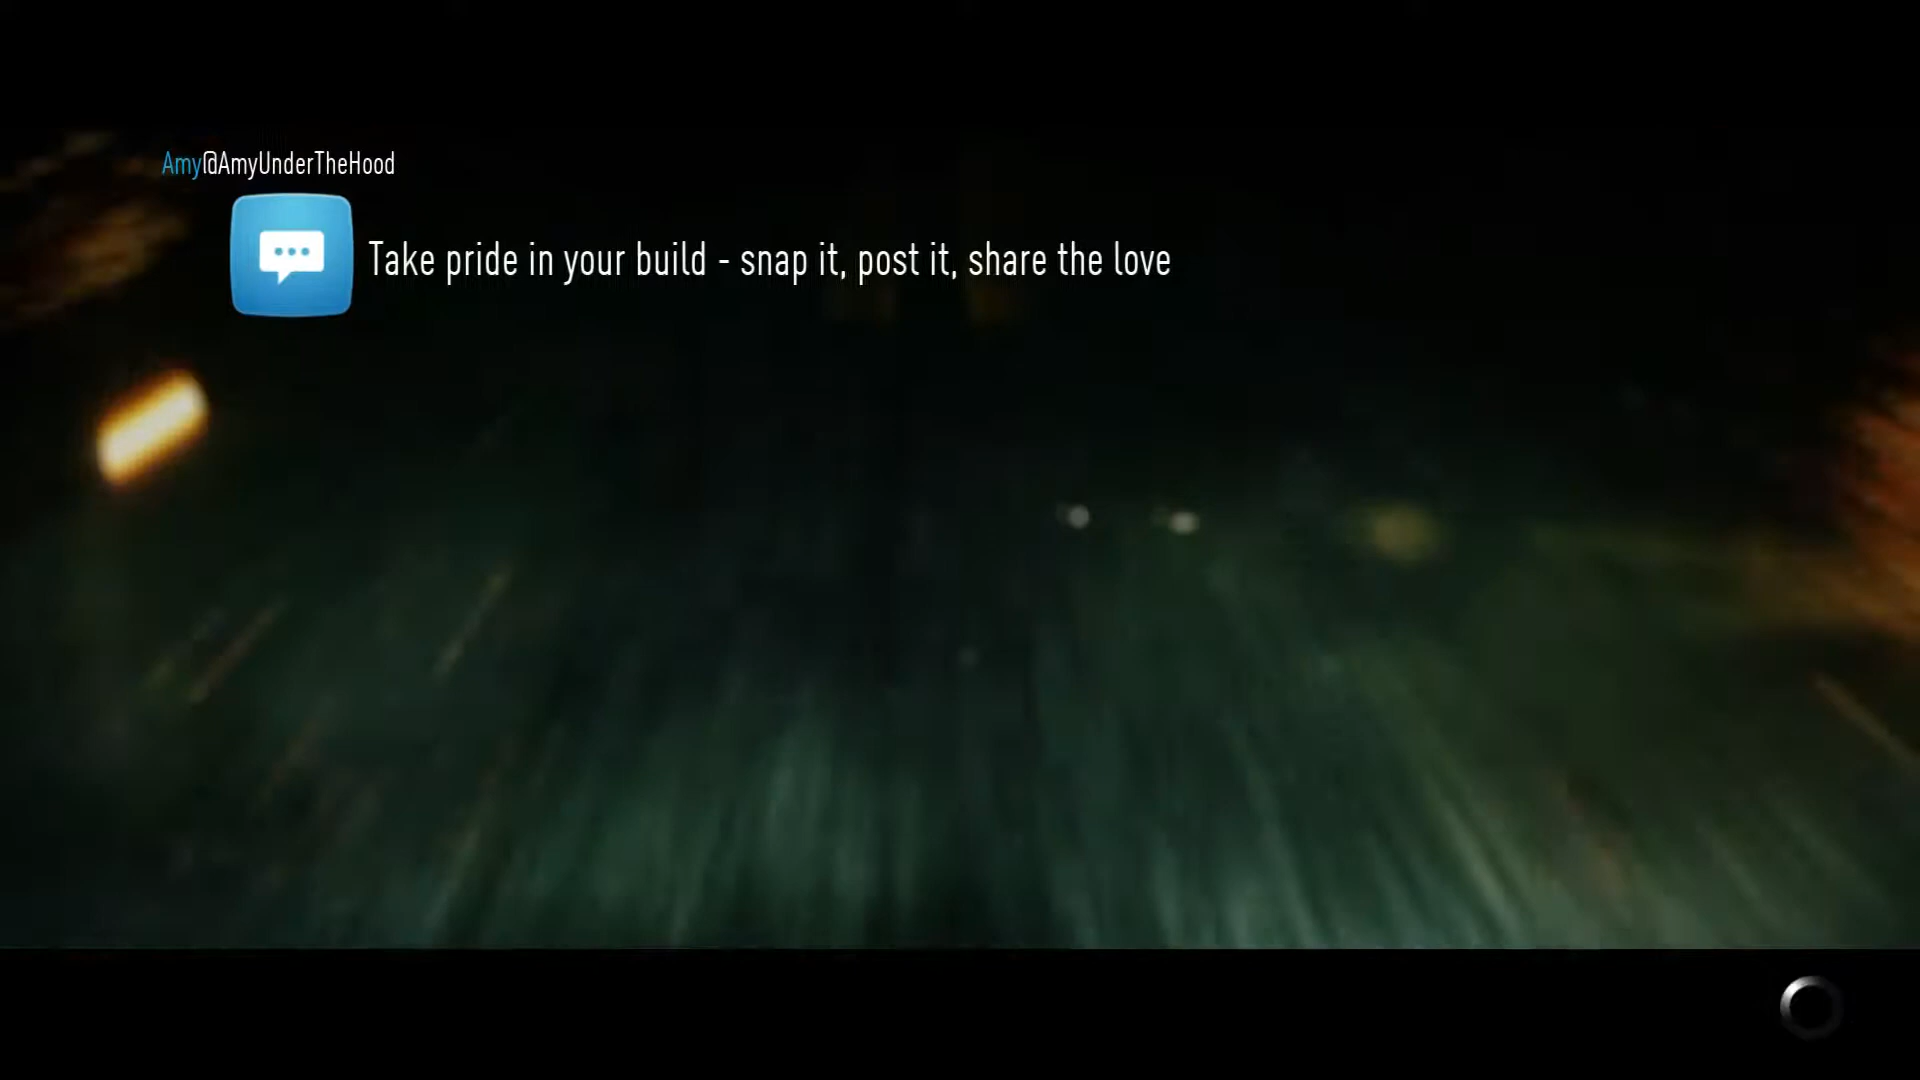 Amy@AmyUnderTheHood
Take pride in your build - snap it, post it, share the love